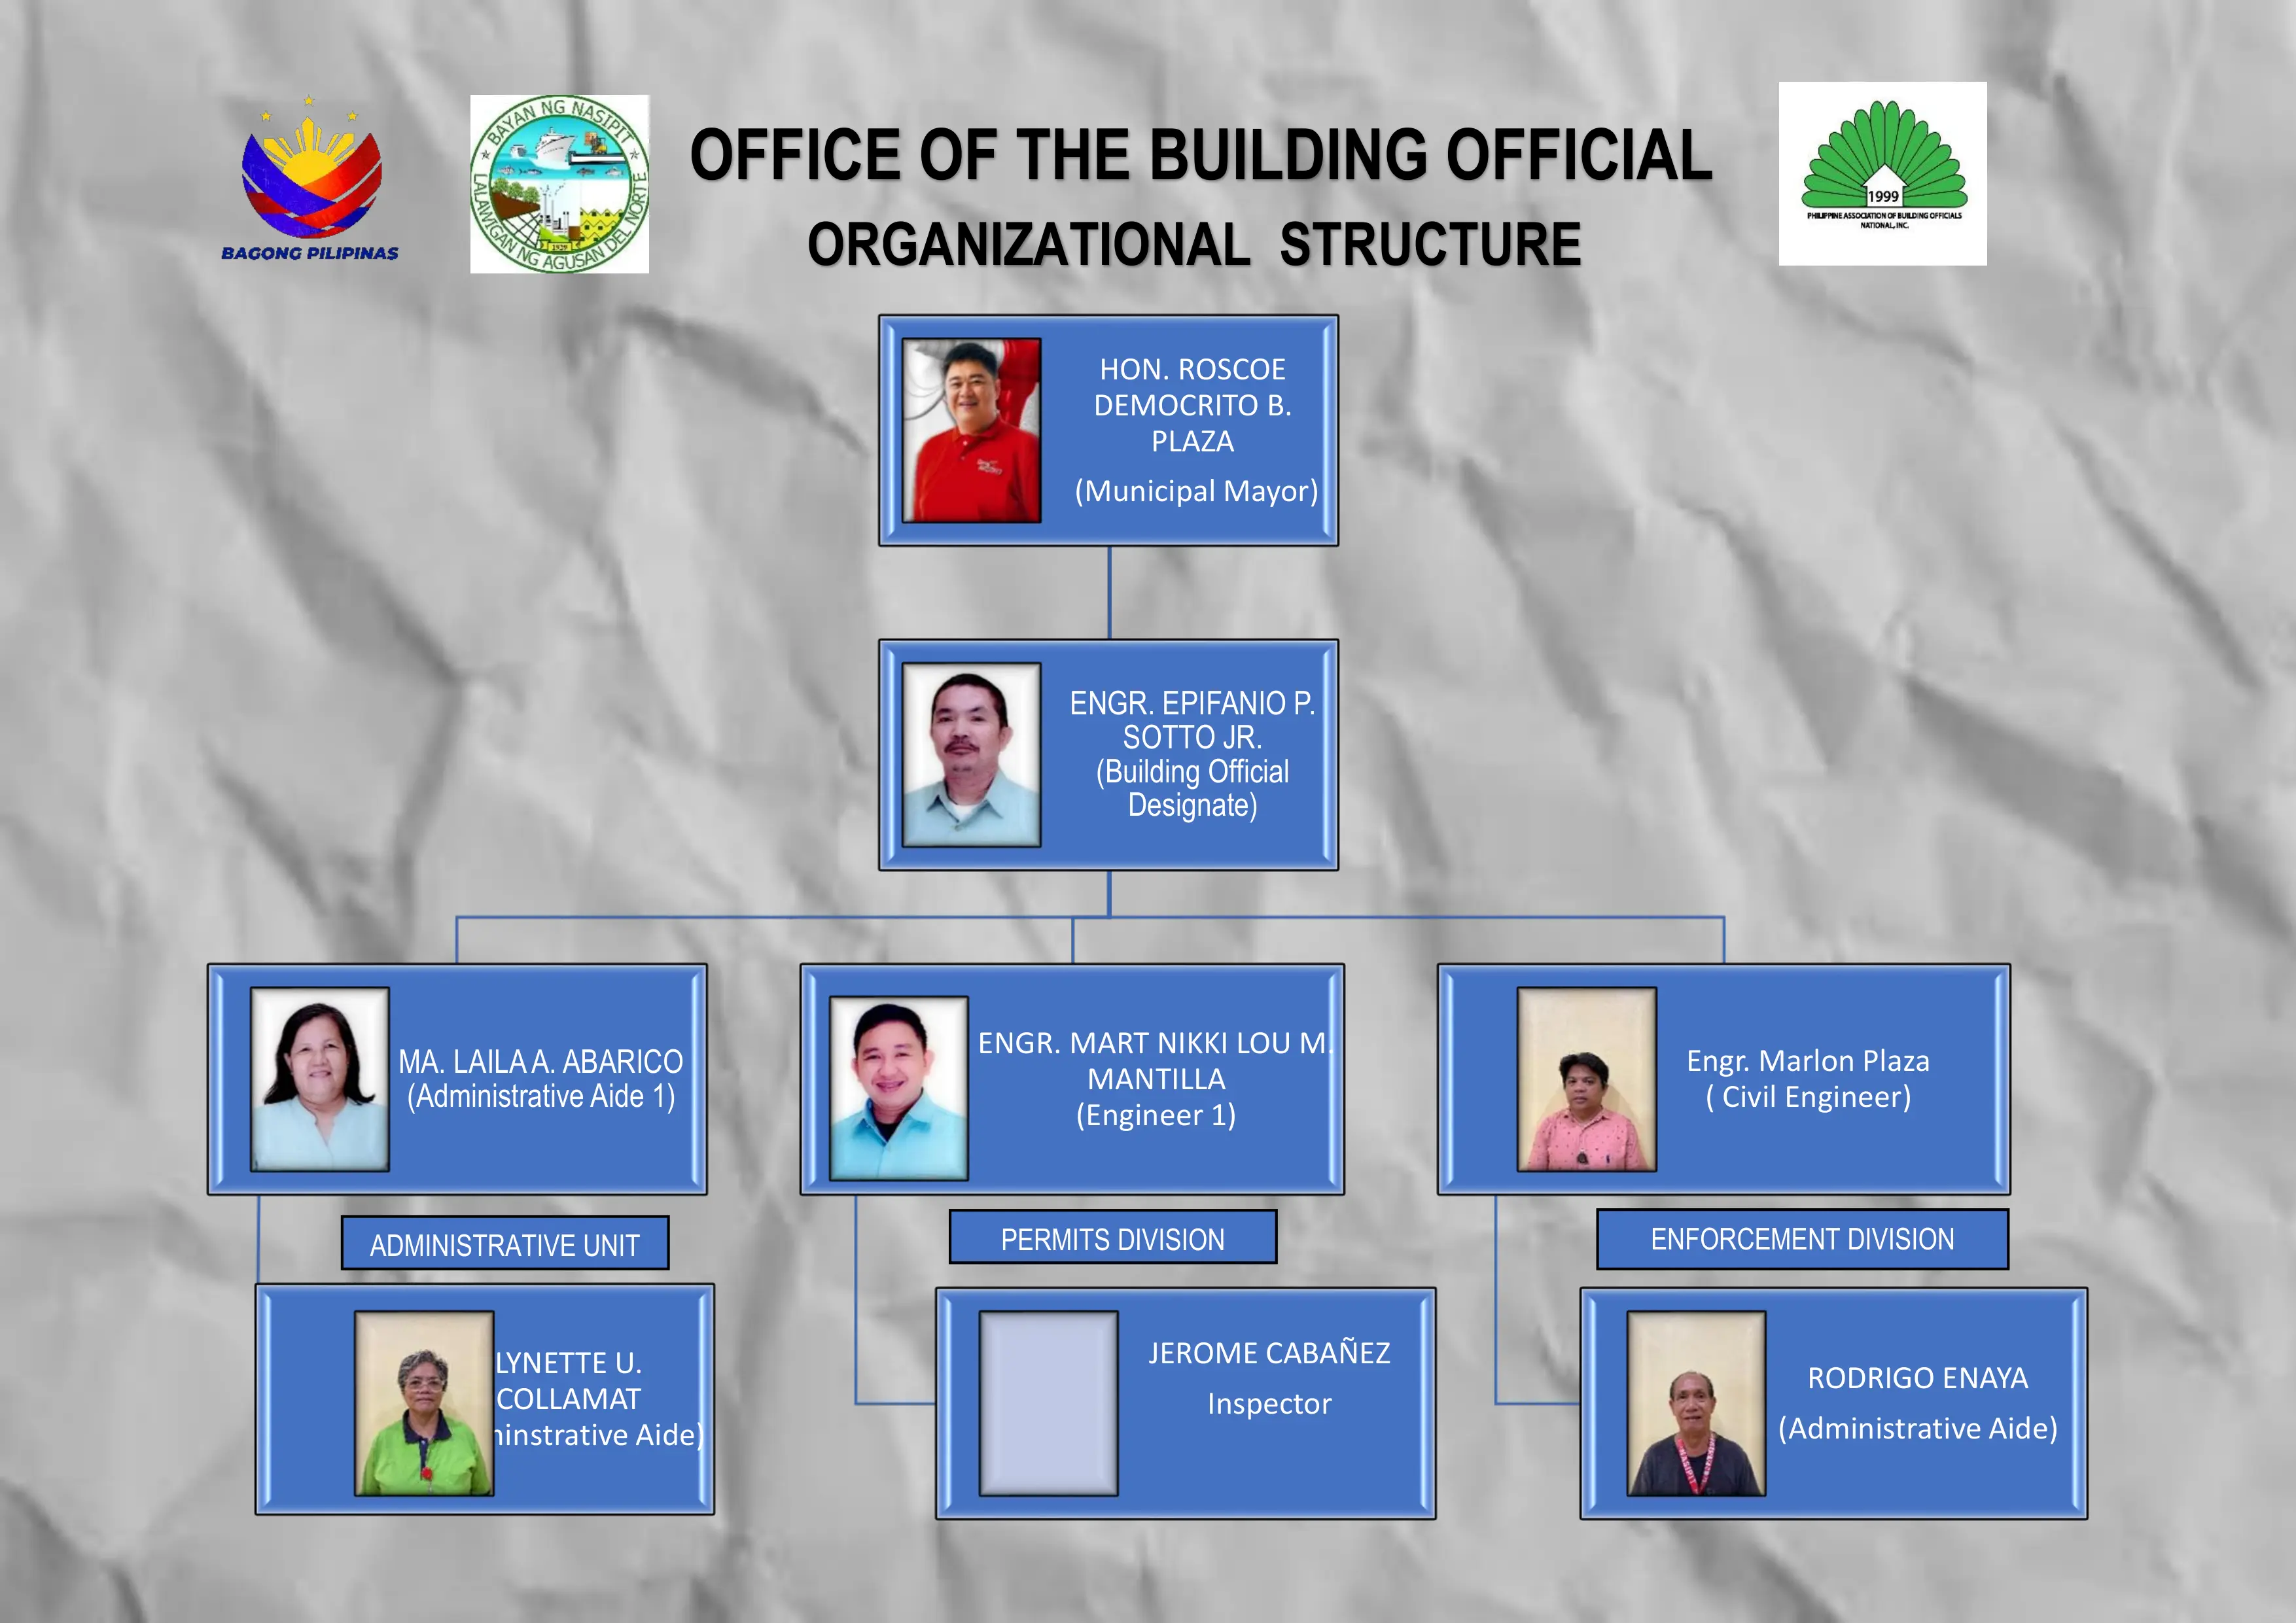 BAGONG PILIPINAS
BAYAN NG NASIPIT
LALAWIGAN NG AGUSAN DEL NORTE
1929
OFFICE OF THE BUILDING OFFICIAL
ORGANIZATIONAL STRUCTURE
1999
PHILIPPINE ASSOCIATION OF BUILDING OFFICIALS
NATIONAL, INC.
HON. ROSCOE
DEMOCRITO B.
PLAZA
(Municipal Mayor)
ENGR. EPIFANIO P.
SOTTO JR.
(Building Official
Designate)
MA. LAILA A. ABARICO
(Administrative Aide 1)
ENGR. MART NIKKI LOU M.
MANTILLA
(Engineer 1)
Engr. Marlon Plaza
( Civil Engineer)
ADMINISTRATIVE UNIT
PERMITS DIVISION
ENFORCEMENT DIVISION
LYNETTE U.
COLLAMAT
ninstrative Aide)
JEROME CABAÑEZ
Inspector
RODRIGO ENAYA
(Administrative Aide)
NASIPIT